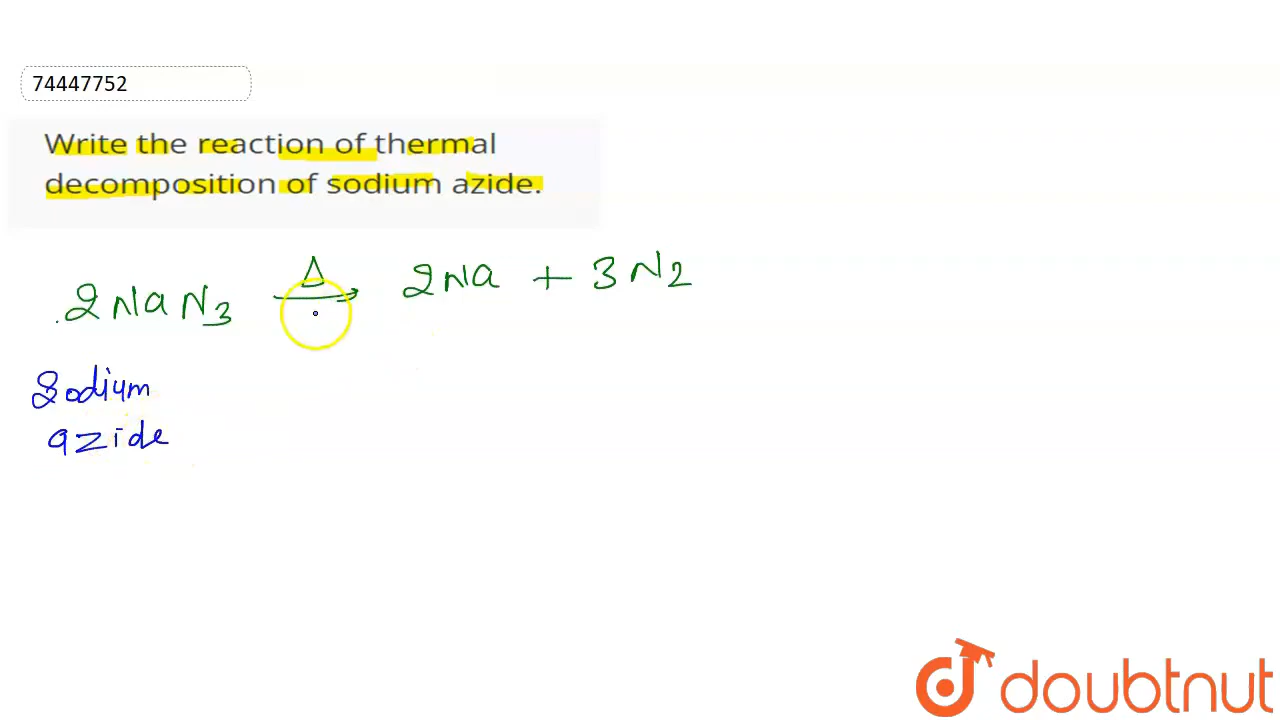 74447752
Write the reaction of thermal
decomposition of sodium azide.
2NaN3 Δ→ 2Na + 3N2
Sodium
azide
doubtnut